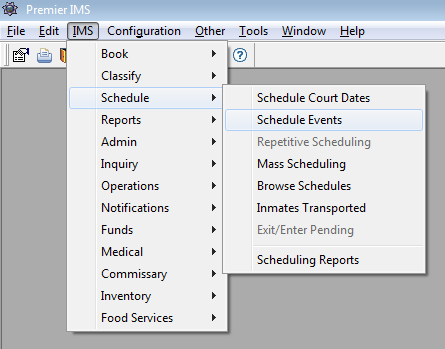 Premier IMS
File Edit IMS Configuration Other Tools Window Help
Book
Classify
Schedule
Reports
Admin
Inquiry
Operations
Notifications
Funds
Medical
Commissary
Inventory
Food Services
Schedule Court Dates
Schedule Events
Repetitive Scheduling
Mass Scheduling
Browse Schedules
Inmates Transported
Exit/Enter Pending
Scheduling Reports